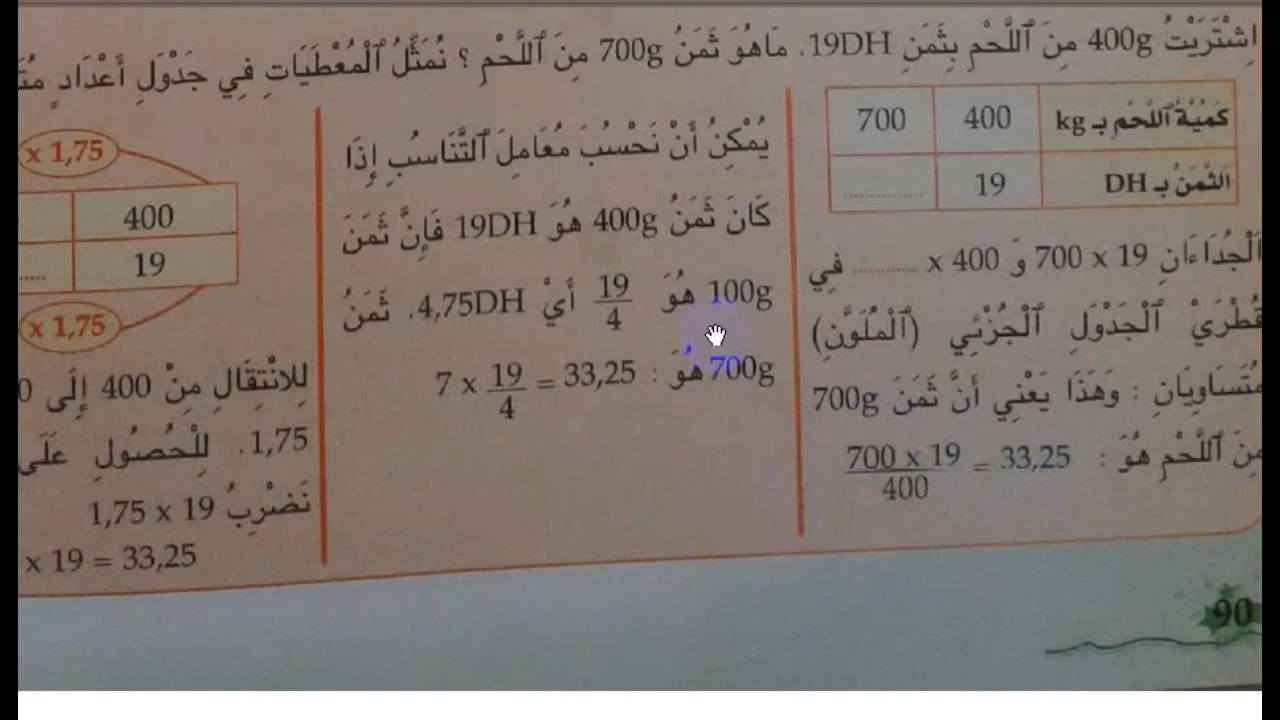 اِشْتَرَيْتُ 400g مِنَ ٱللَّحْمِ بِثَمَنِ 19DH. مَاهُوَ ثَمَنُ 700g مِنَ ٱللَّحْمِ ؟ نُمَثِّلُ ٱلْمُعْطَيَاتِ فِي جَدْوَلِ أَعْدَادٍ
كَمِّيَّةُ ٱللَّحْمِ بـ kg 400 700
اَلثَّمَنُ بـ DH 19 ............
اَلْجُدَاءَانِ 19 x 700 وَ 400 x ............ فِي
قُطْرَيْ ٱلْجَدْوَلِ ٱلْجُزْئِي (ٱلْمُلَوَّنِ)
مُتَسَاوِيَانِ : وَهَذَا يَعْنِي أَنَّ ثَمَنَ 700g
مِنَ ٱللَّحْمِ هُوَ : 700 x 19 / 400 = 33,25
يُمْكِنُ أَنْ نَحْسُبَ مُعَامِلَ ٱلتَّنَاسُبِ إِذَا
كَانَ ثَمَنُ 400g هُوَ 19DH فَإِنَّ ثَمَنَ
100g هُوَ 19/4 أَيْ 4,75DH. ثَمَنُ
700g هُوَ : 7 x 19/4 = 33,25
x 1,75
400
19 .....
x 1,75
لِلِانْتِقَالِ مِنْ 400 إِلَى
1,75. لِلْحُصُولِ عَلَى
نَضْرِبُ 19 x 1,75
x 19 = 33,25
90